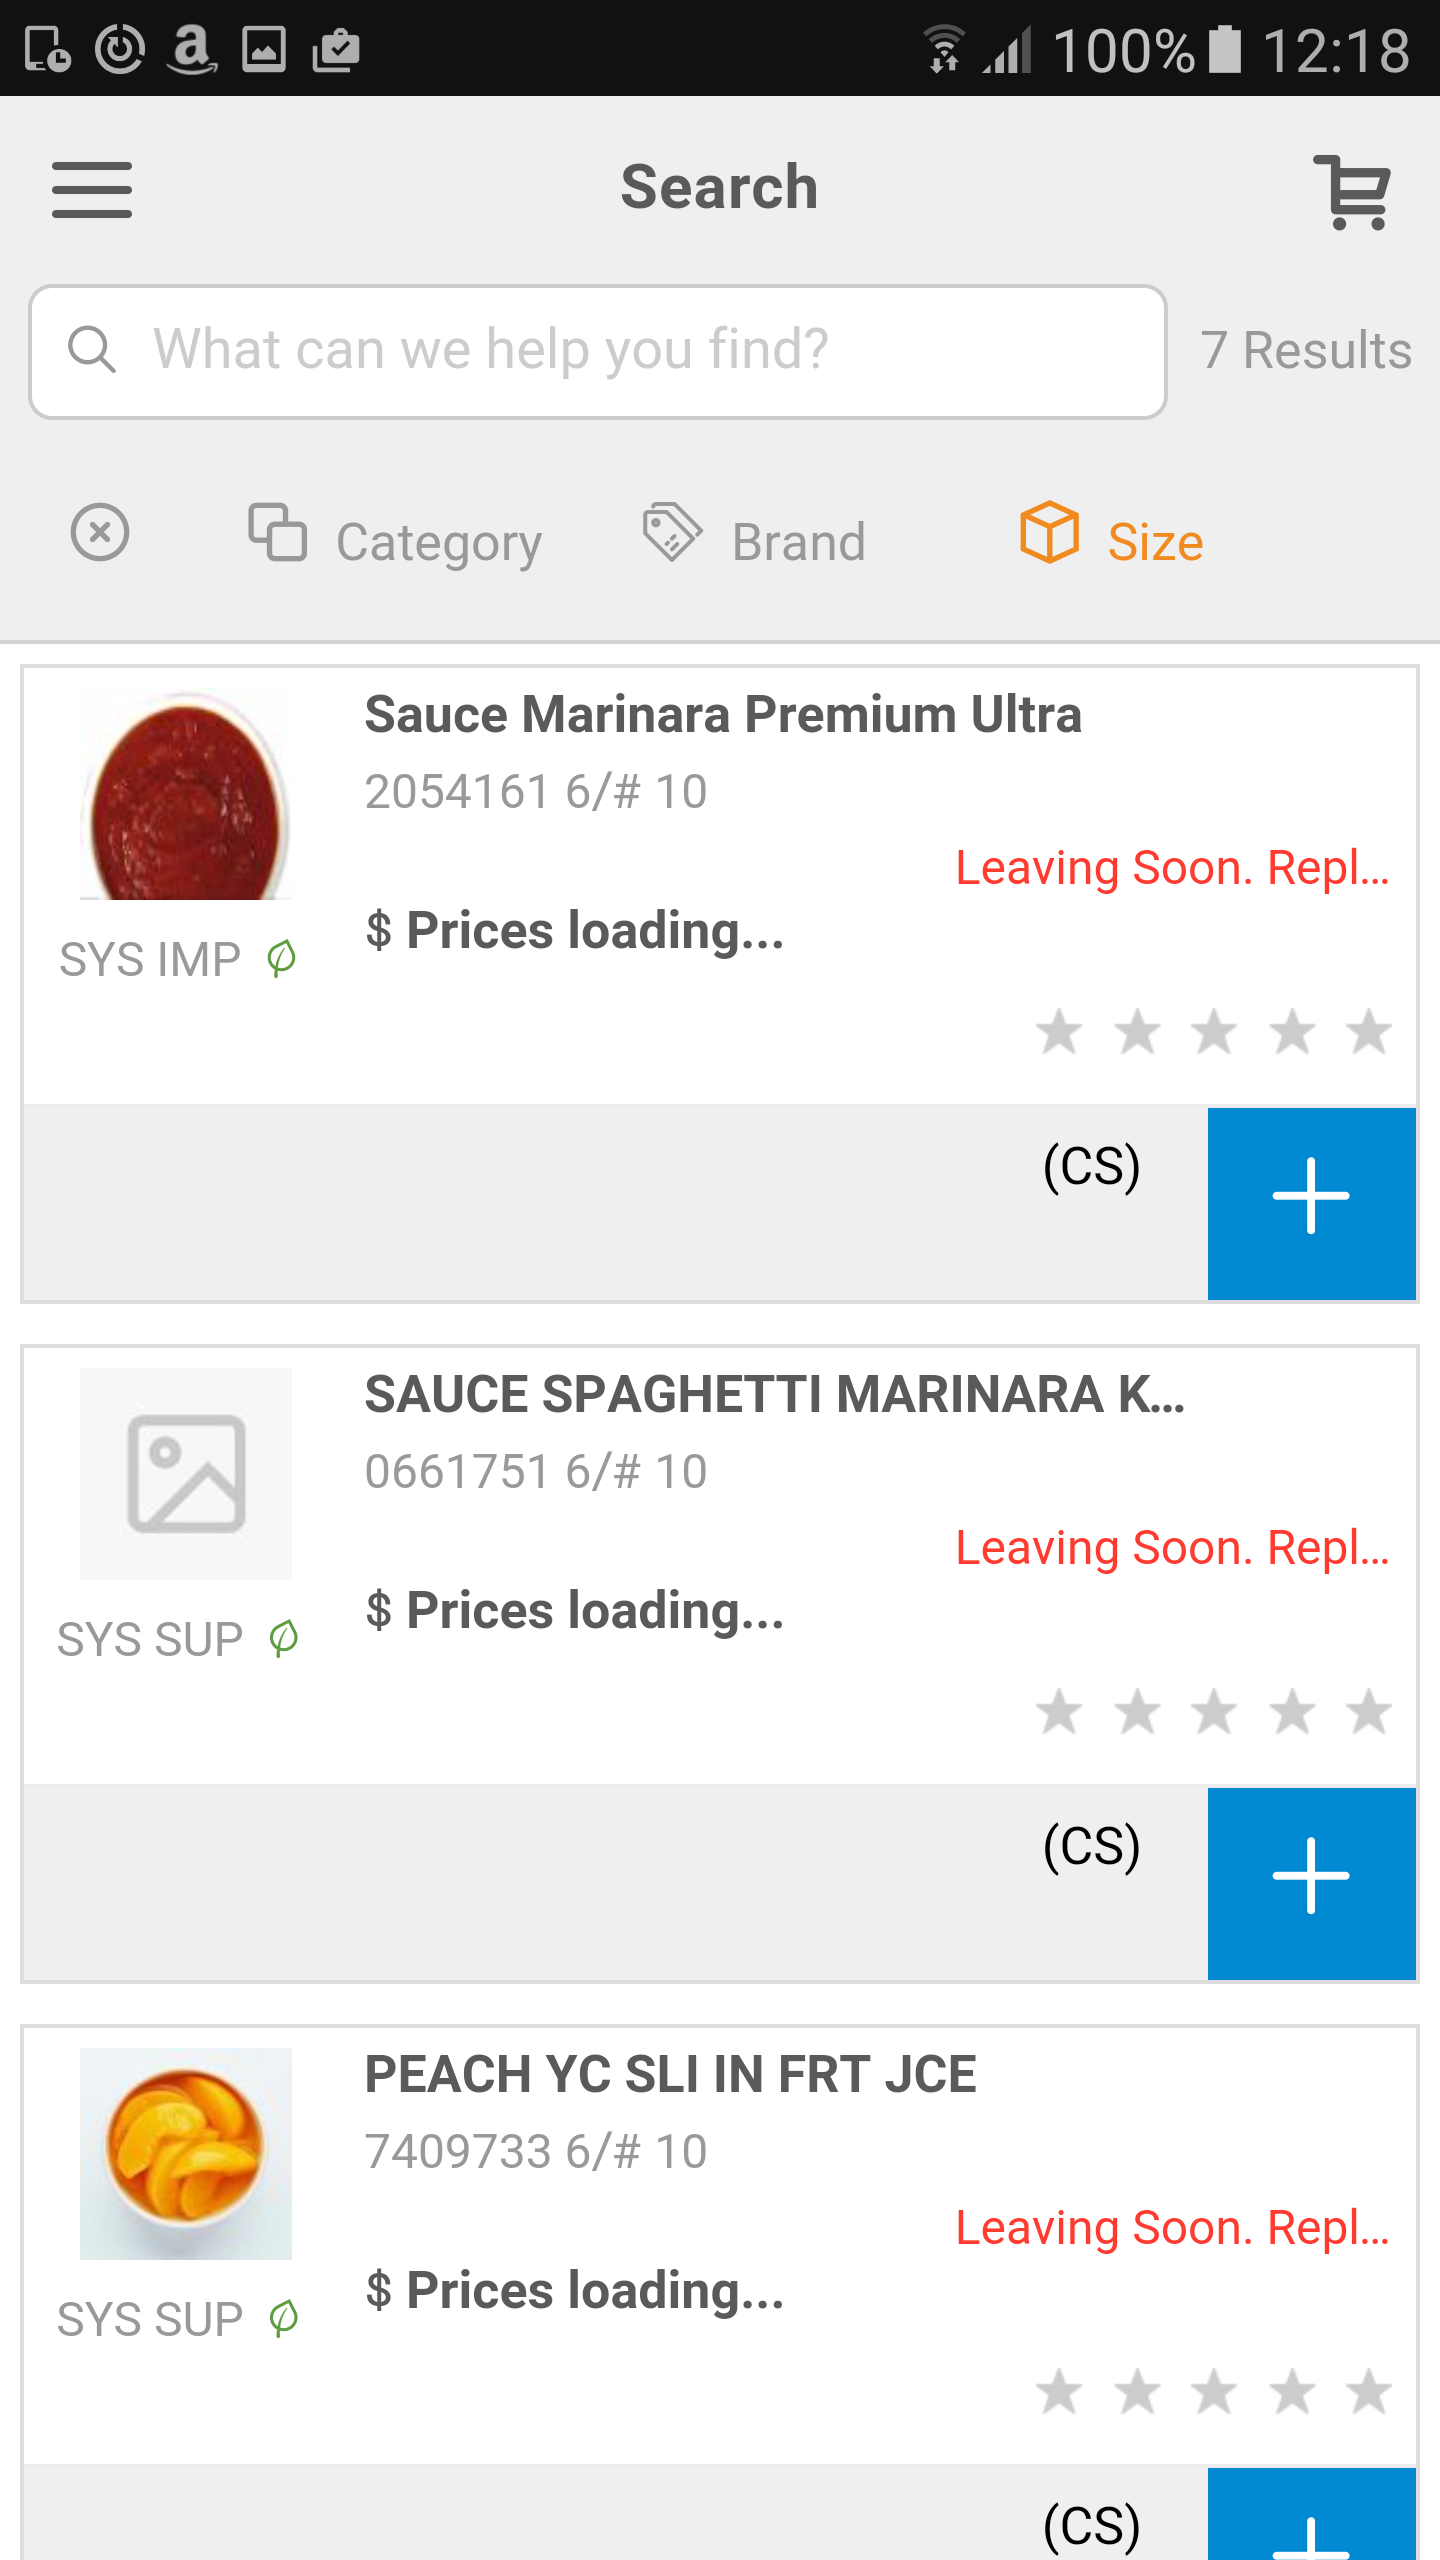 100% 12:18
Search
What can we help you find?
7 Results
Category
Brand
Size
Sauce Marinara Premium Ultra
2054161 6/# 10
Leaving Soon. Repl...
$ Prices loading...
SYS IMP
(CS)
SAUCE SPAGHETTI MARINARA K...
0661751 6/# 10
Leaving Soon. Repl...
$ Prices loading...
SYS SUP
(CS)
PEACH YC SLI IN FRT JCE
7409733 6/# 10
Leaving Soon. Repl...
$ Prices loading...
SYS SUP
(CS)